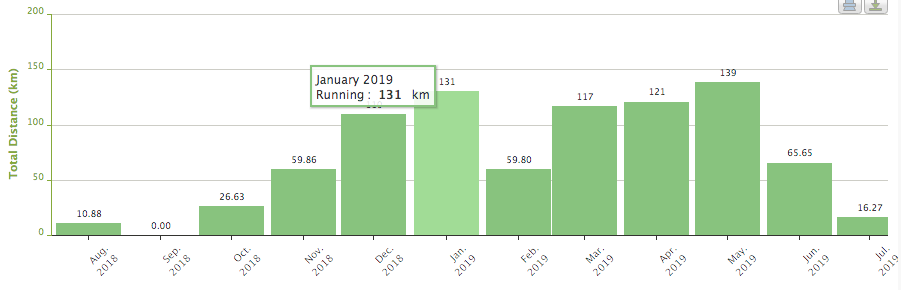 200
150
100
50
0
Total Distance (km)
January 2019
Running: 131 km
10.88
0.00
26.63
59.86
131
59.80
117
121
139
65.65
16.27
Aug. 2018
Sep. 2018
Oct. 2018
Nov. 2018
Dec. 2018
Jan. 2019
Feb. 2019
Mar. 2019
Apr. 2019
May. 2019
Jun. 2019
Jul. 2019